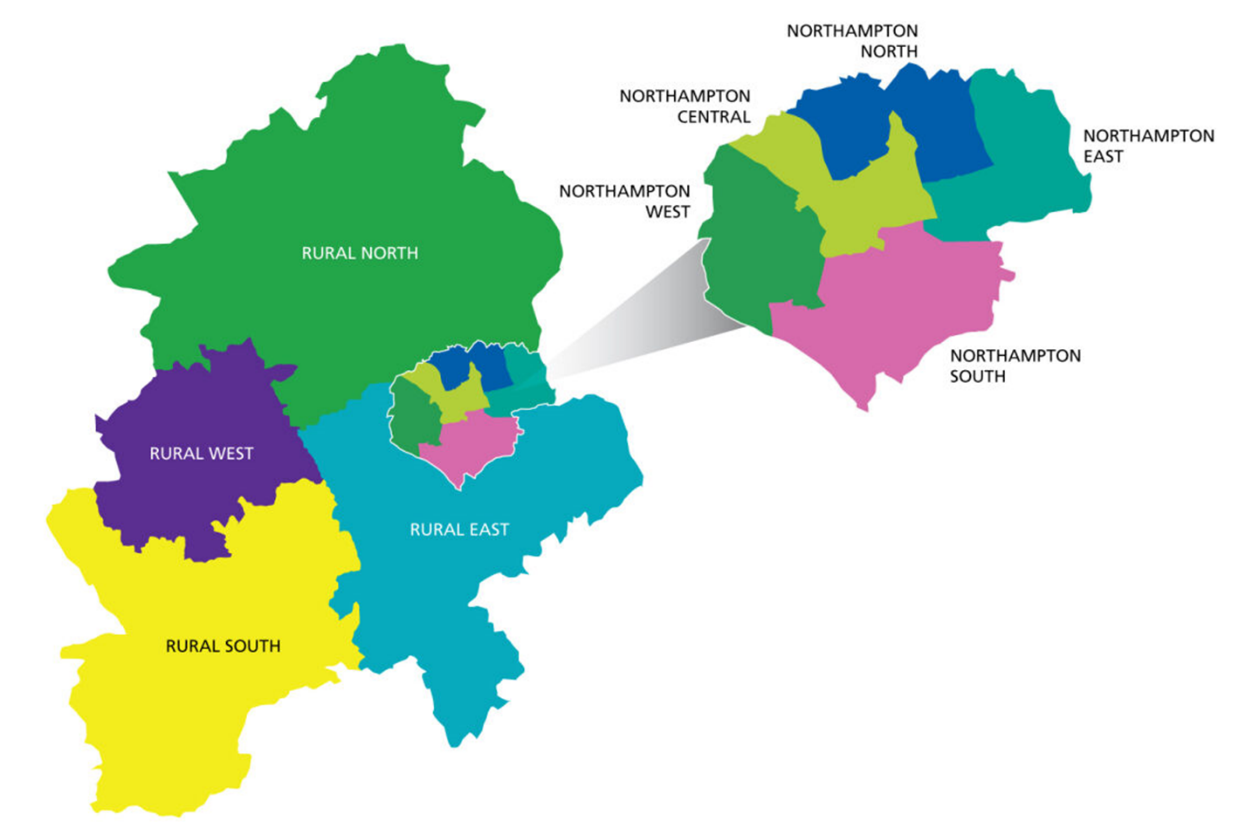 NORTHAMPTON
NORTH
NORTHAMPTON
CENTRAL
NORTHAMPTON
EAST
NORTHAMPTON
WEST
RURAL NORTH
NORTHAMPTON
SOUTH
RURAL WEST
RURAL EAST
RURAL SOUTH